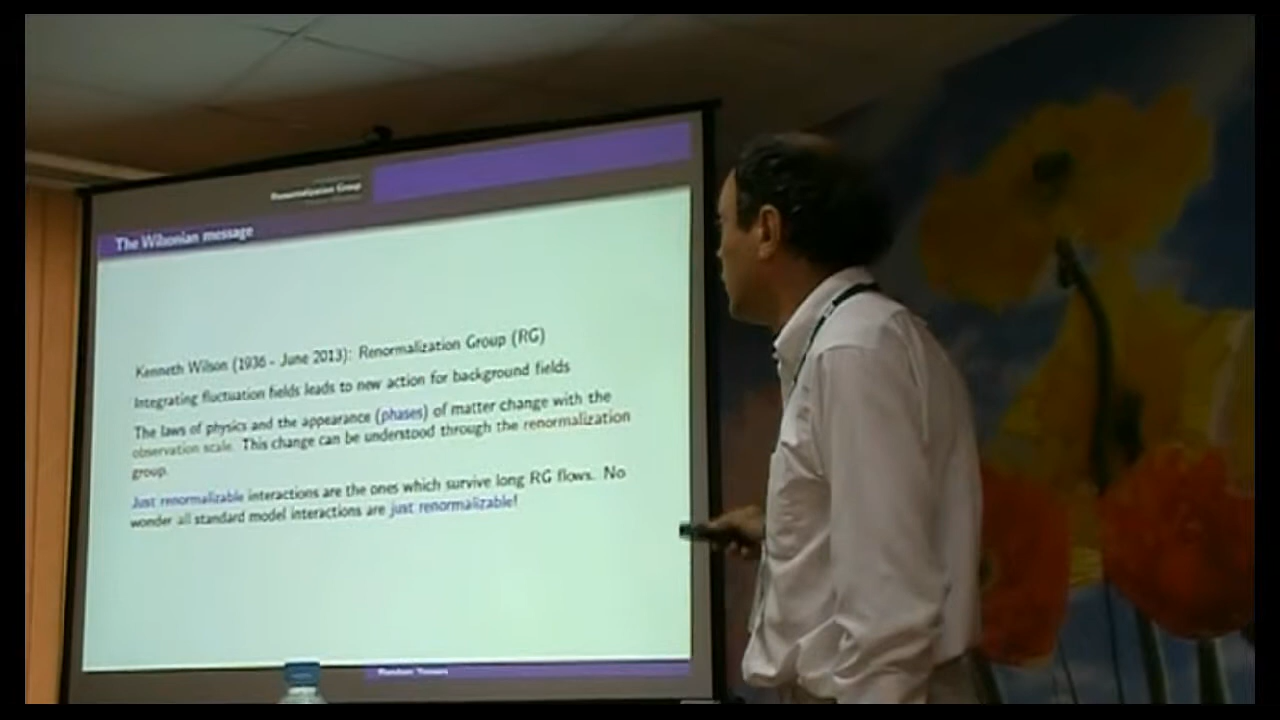 Renormalization Group
The Wilsonian message
Kenneth Wilson (1936 - June 2013): Renormalization Group (RG)
Integrating fluctuation fields leads to new action for background fields
The laws of physics and the appearance (phases) of matter change with the
observation scale. This change can be understood through the renormalization
group.
Just renormalizable interactions are the ones which survive long RG flows. No
wonder all standard model interactions are just renormalizable!